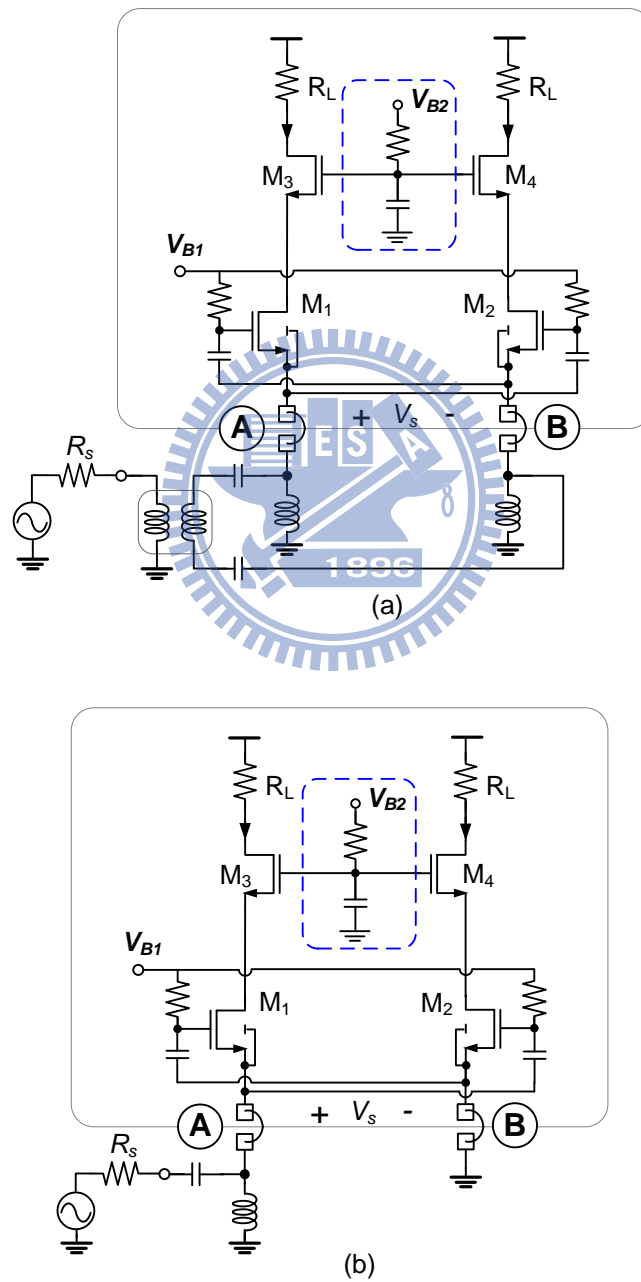 R_L
R_L
V_B2
M_3
M_4
V_B1
M_1
M_2
A
+ V_s -
B
R_s
ESA
1896
(a)
R_L
R_L
V_B2
M_3
M_4
V_B1
M_1
M_2
A
+ V_s -
B
R_s
(b)